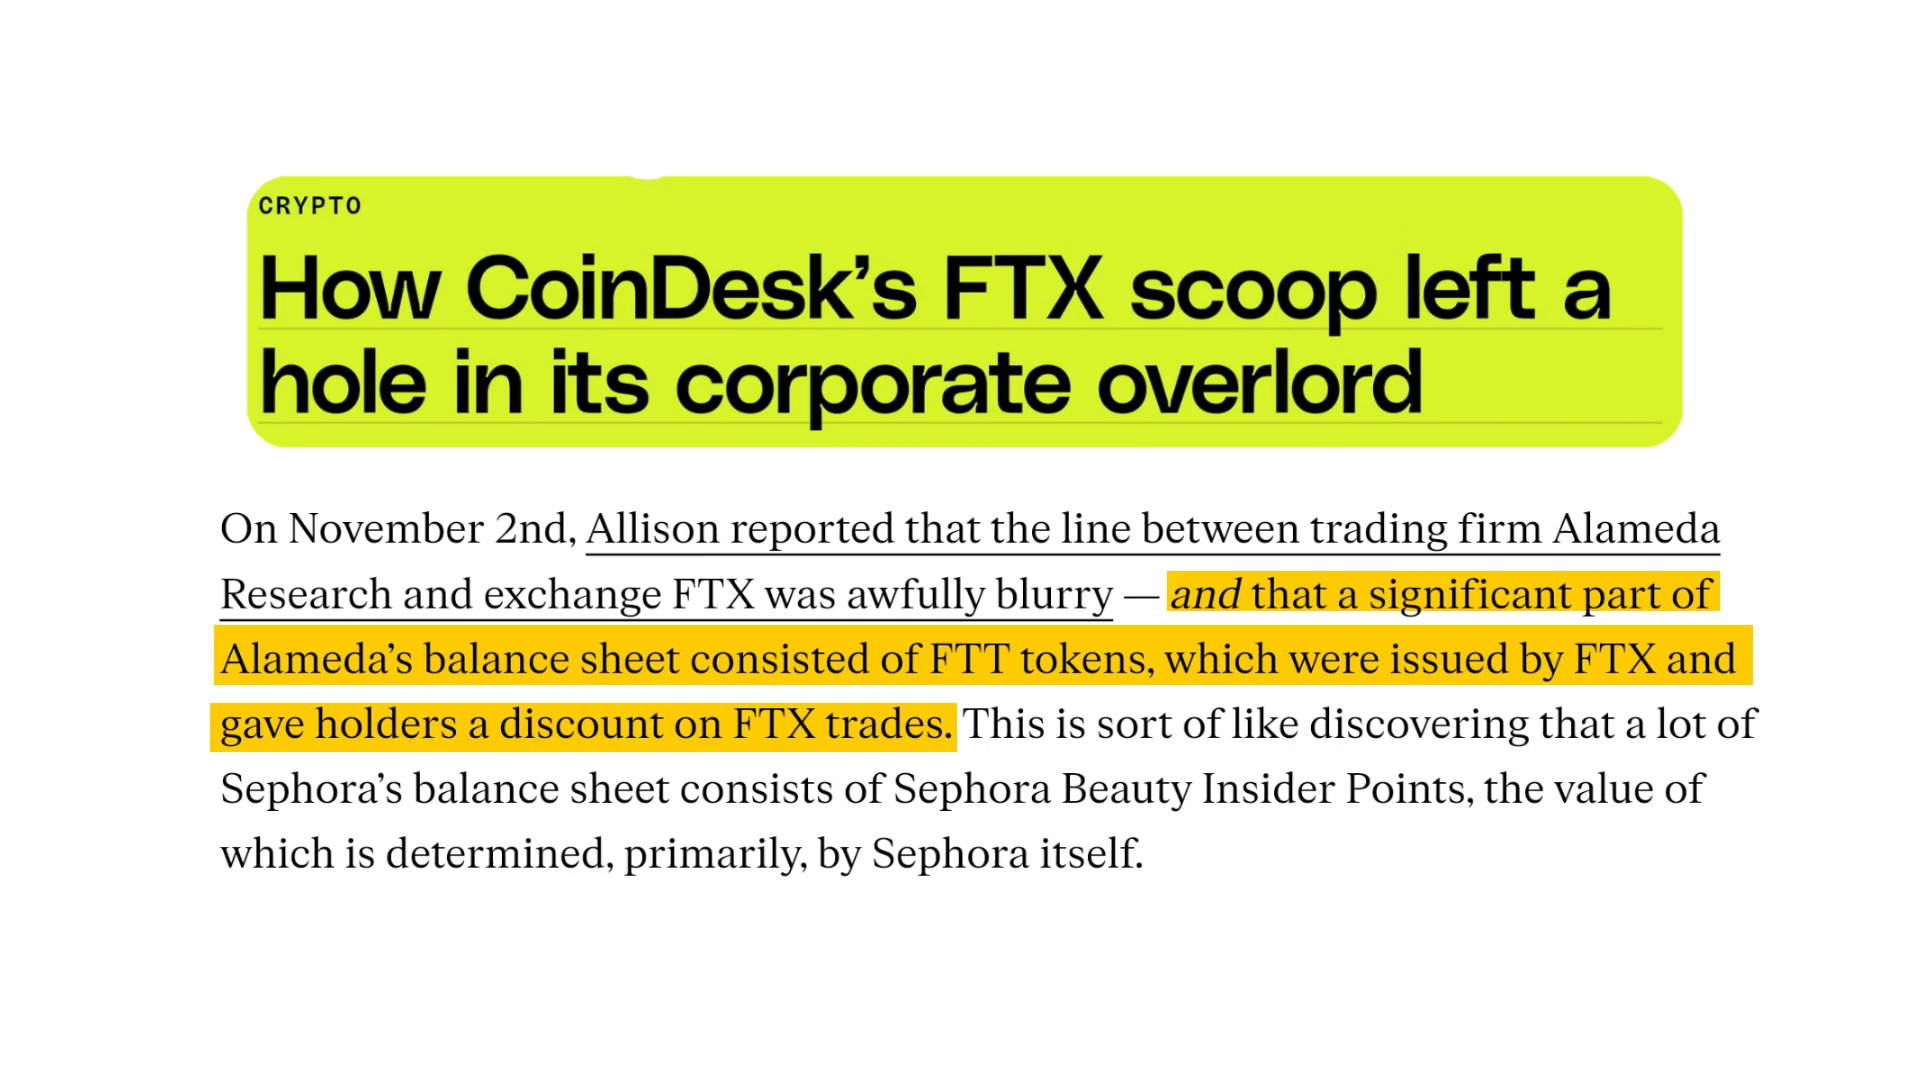 CRYPTO
How CoinDesk’s FTX scoop left a
hole in its corporate overlord
On November 2nd, Allison reported that the line between trading firm Alameda
Research and exchange FTX was awfully blurry — and that a significant part of
Alameda’s balance sheet consisted of FTT tokens, which were issued by FTX and
gave holders a discount on FTX trades. This is sort of like discovering that a lot of
Sephora’s balance sheet consists of Sephora Beauty Insider Points, the value of
which is determined, primarily, by Sephora itself.